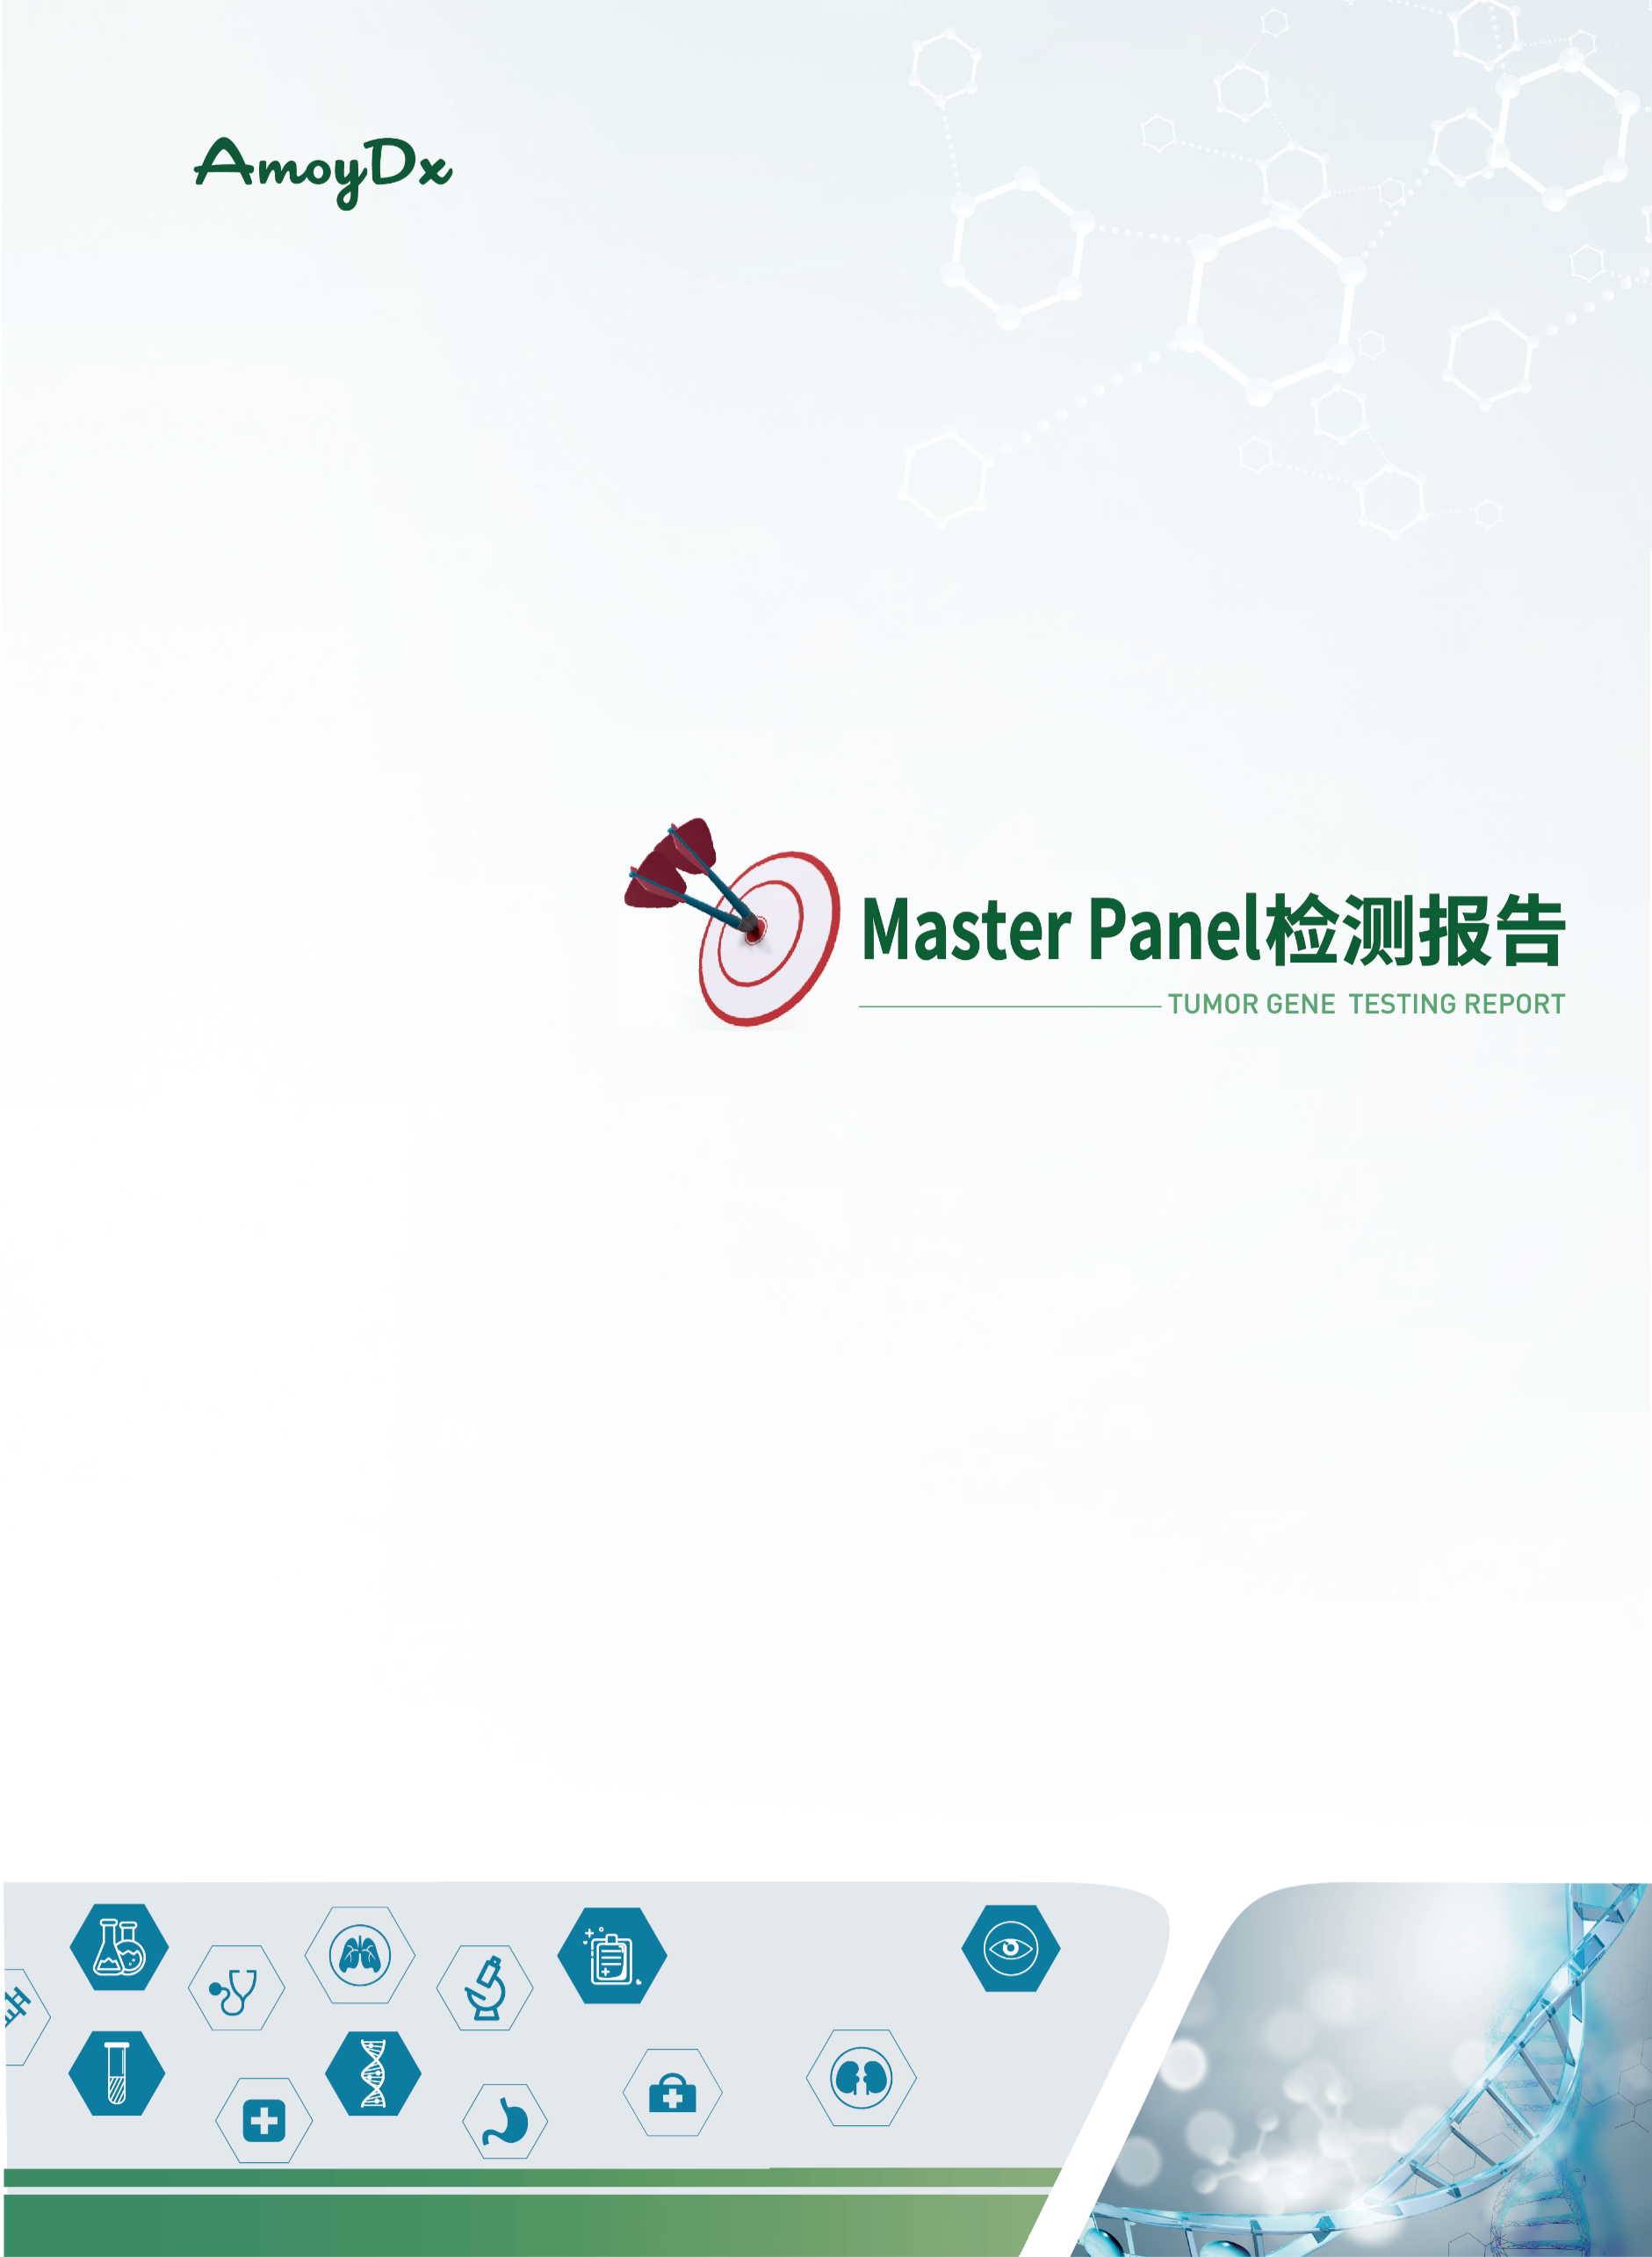 AmoyDx
Master Panel检测报告
TUMOR GENE TESTING REPORT